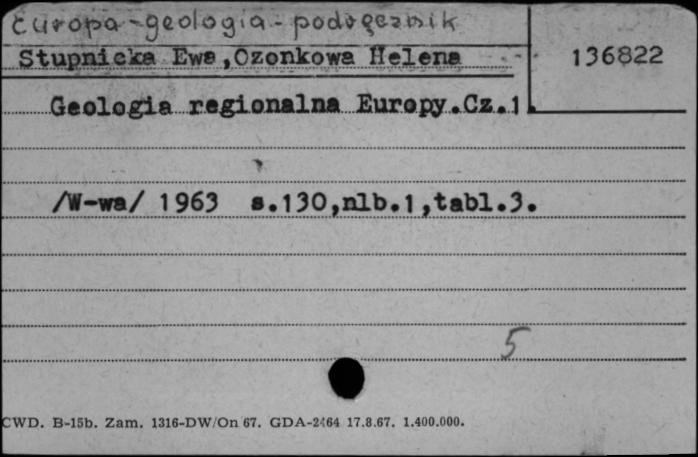 Europa-geologia-podręcznik
Stupnicka Ewa,Ozonkowa Helena
136822
Geologia regionalna Europy.Cz.1.
/W-wa/ 1963 s.130,nlb.1,tabl.3.
5
CWD. B-15b. Zam. 1316-DW/On 67. GDA-2464 17.8.67. 1.400.000.